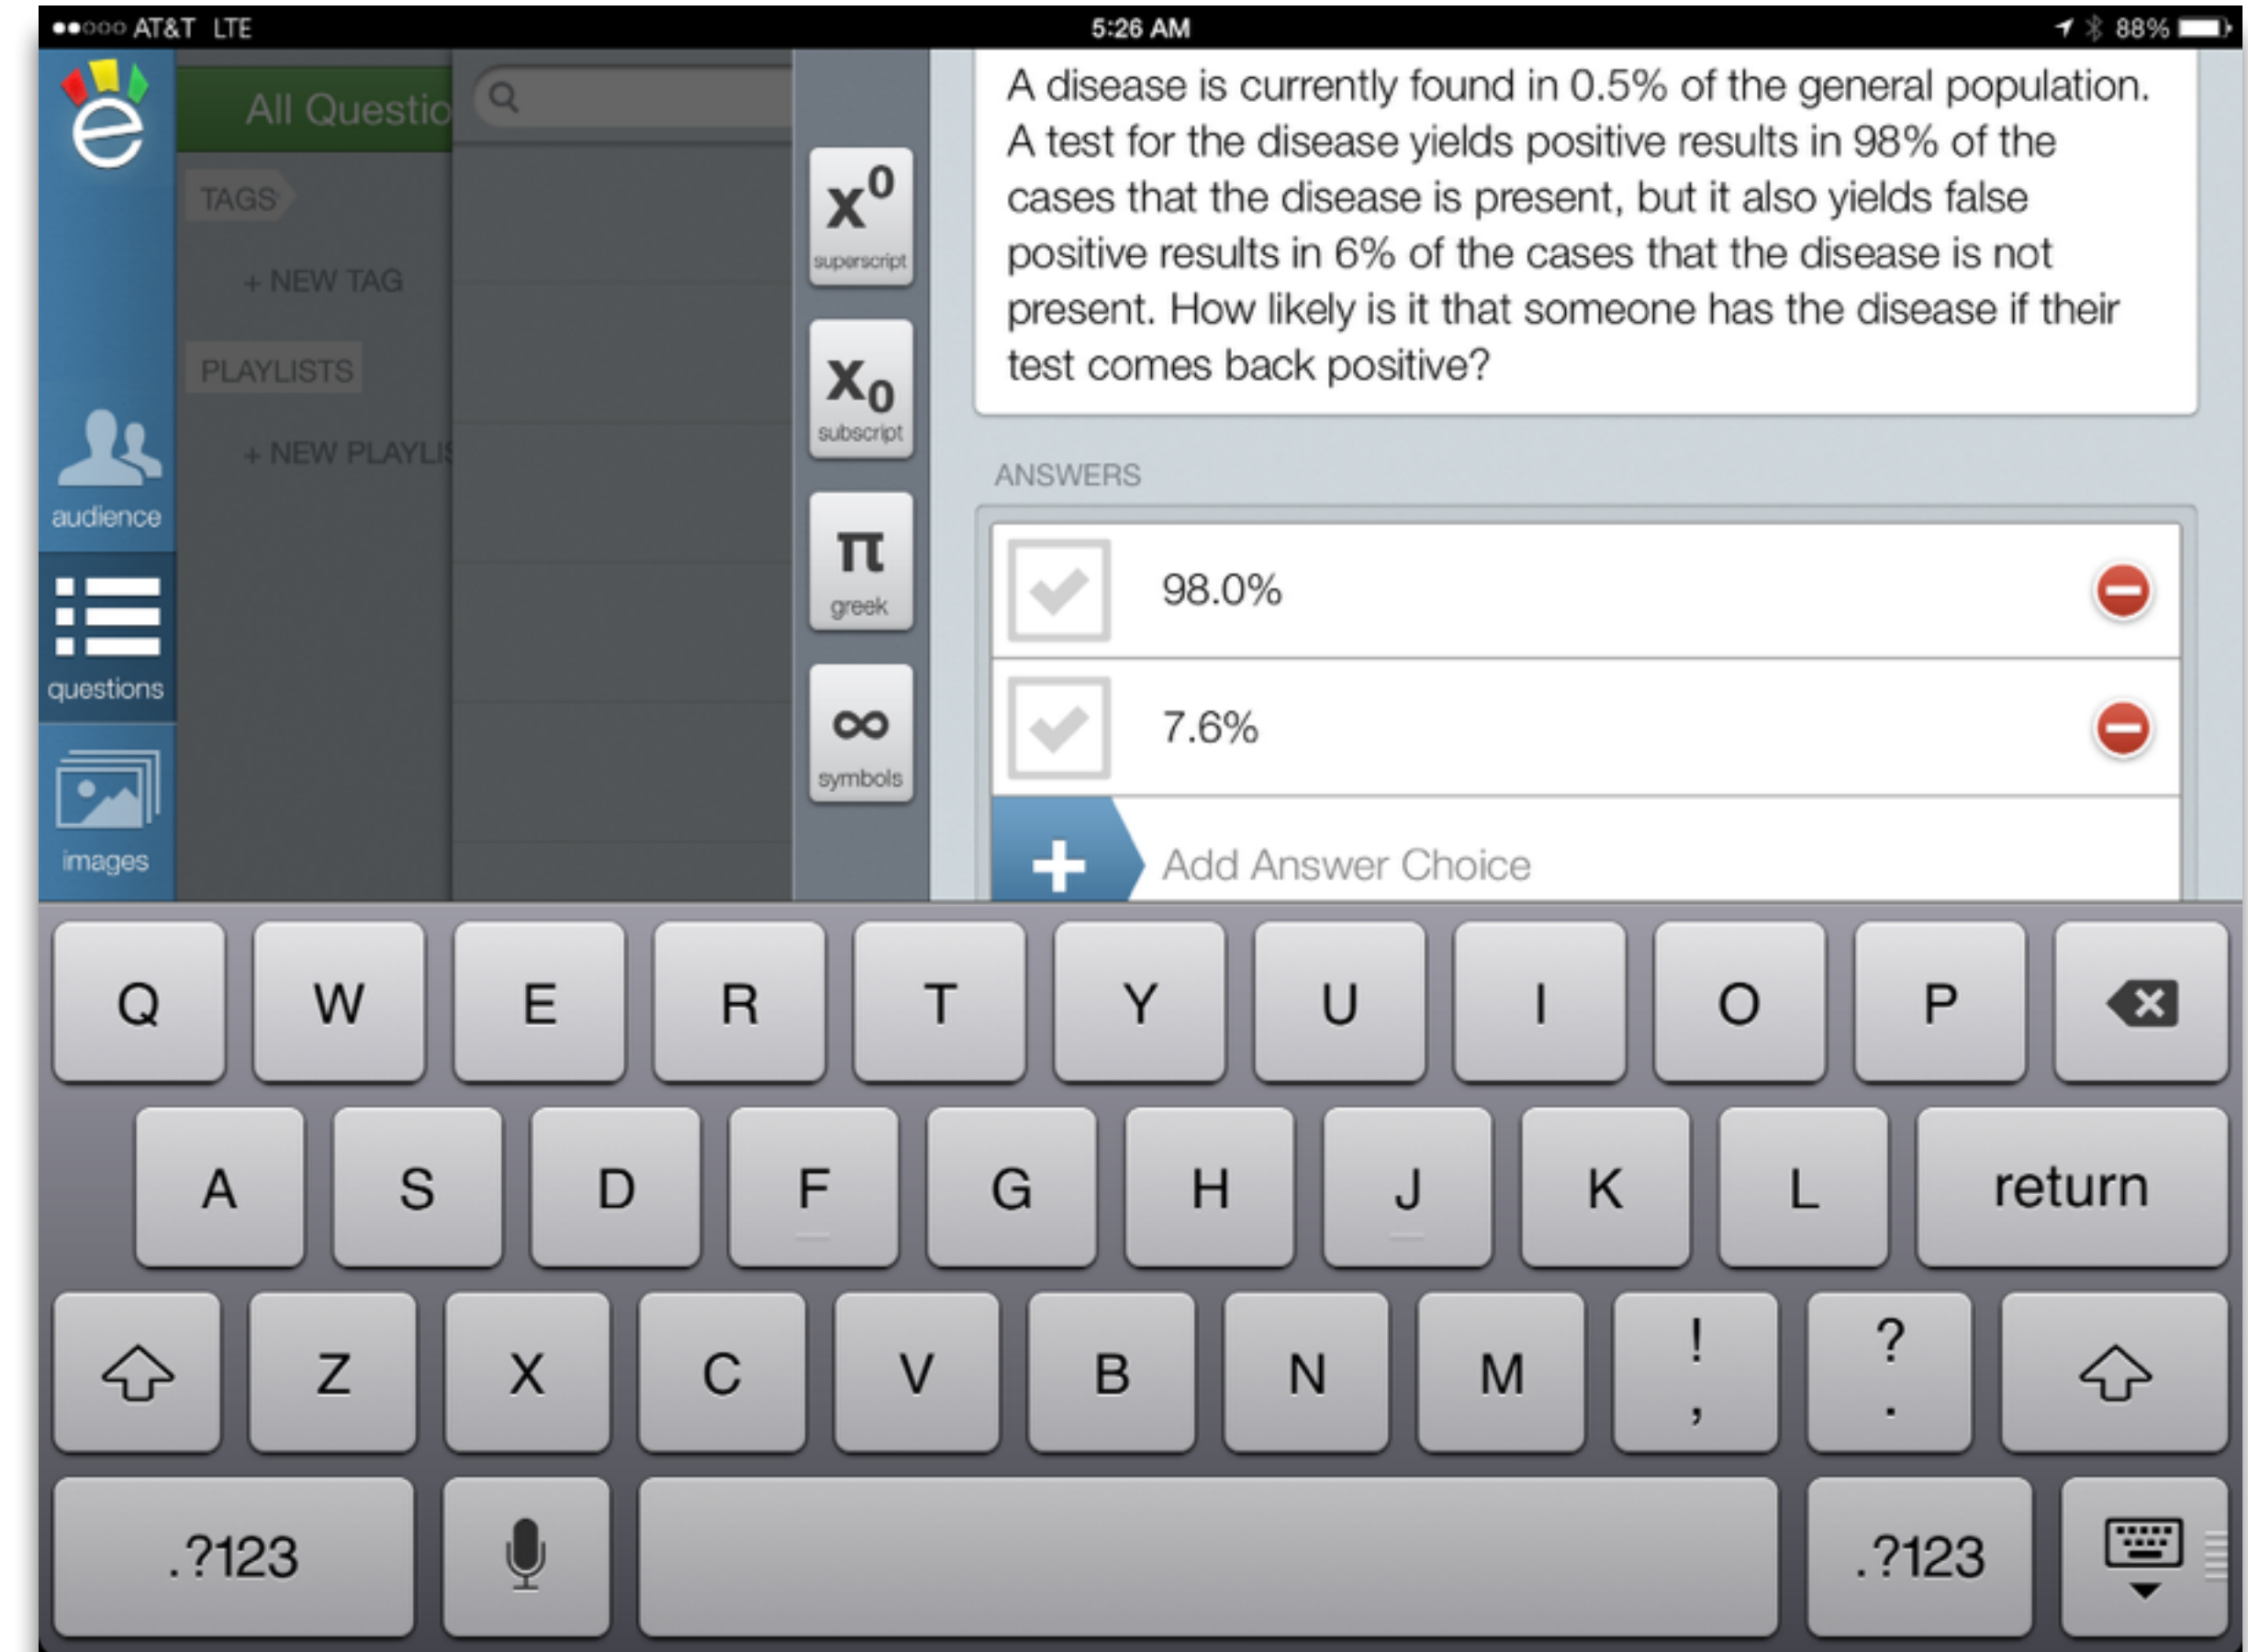 AT&T LTE
5:26 AM
88%
e
All Questio
TAGS
+ NEW TAG
PLAYLISTS
+ NEW PLAYLIS
audience
questions
images
x0
superscript
x0
subscript
π
greek
∞
symbols
A disease is currently found in 0.5% of the general population.
A test for the disease yields positive results in 98% of the
cases that the disease is present, but it also yields false
positive results in 6% of the cases that the disease is not
present. How likely is it that someone has the disease if their
test comes back positive?
ANSWERS
98.0%
7.6%
+ Add Answer Choice
Q W E R T Y U I O P
A S D F G H J K L return
Z X C V B N M ! , ? .
.?123 .?123